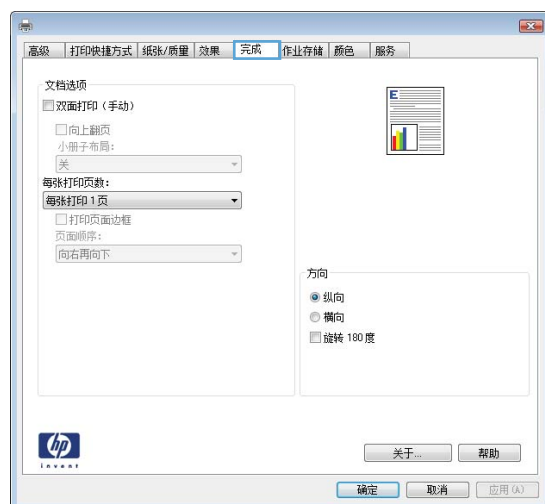 高级 打印快捷方式 纸张/质量 效果 完成 作业存储 颜色 服务
文档选项
双面打印（手动）
向上翻页
小册子布局：
关
每张打印页数：
每张打印 1 页
打印页面边框
页面顺序：
向右再向下
E
方向
纵向
横向
旋转 180 度
hp
invent
关于... 帮助
确定 取消 应用(A)